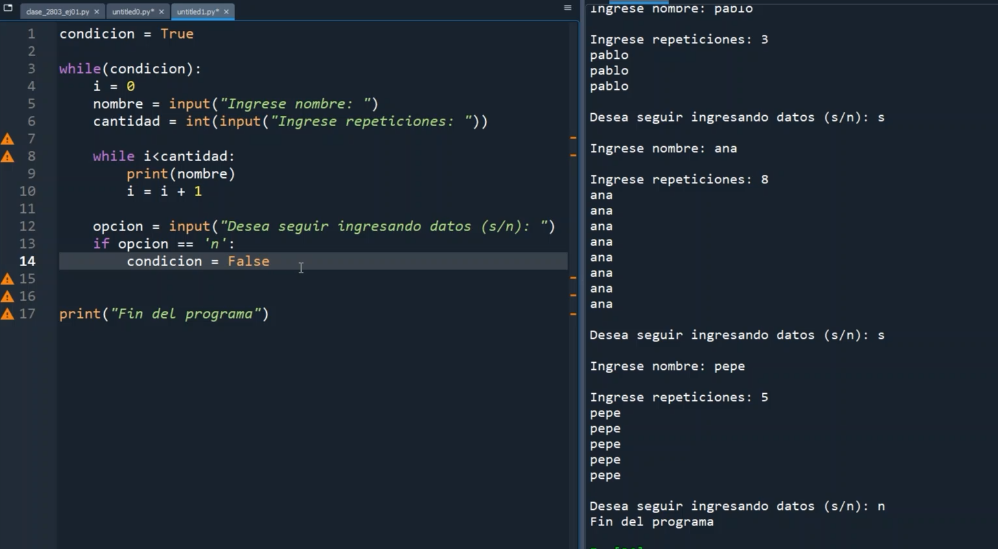 clase_2803_ej01.py × untitled0.py* × untitled1.py* ×
1 condicion = True
2
3 while(condicion):
4 i = 0
5 nombre = input("Ingrese nombre: ")
6 cantidad = int(input("Ingrese repeticiones: "))
7
8 while i<cantidad:
9 print(nombre)
10 i = i + 1
11
12 opcion = input("Desea seguir ingresando datos (s/n): ")
13 if opcion == 'n':
14 condicion = False
15
16
17 print("Fin del programa")
Ingrese nombre: pablo
Ingrese repeticiones: 3
pablo
pablo
pablo
Desea seguir ingresando datos (s/n): s
Ingrese nombre: ana
Ingrese repeticiones: 8
ana
ana
ana
ana
ana
ana
ana
ana
Desea seguir ingresando datos (s/n): s
Ingrese nombre: pepe
Ingrese repeticiones: 5
pepe
pepe
pepe
pepe
pepe
Desea seguir ingresando datos (s/n): n
Fin del programa